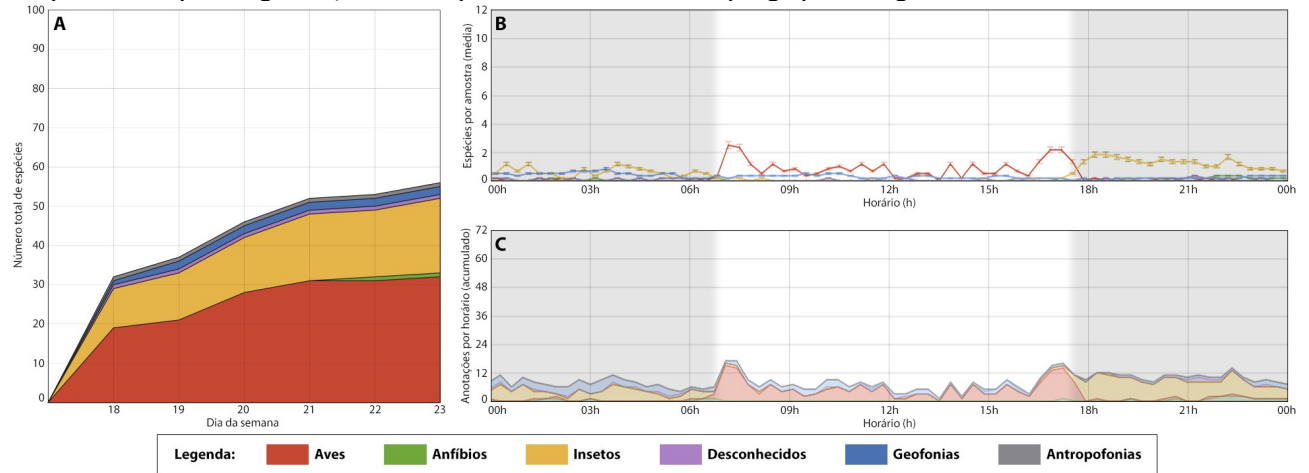 A
100
90
80
70
60
50
40
30
20
10
0
Número total de espécies
18 19 20 21 22 23
Dia da semana
B
12
10
8
6
4
2
0
Espécies por amostra (média)
00h 03h 06h 09h 12h 15h 18h 21h 00h
Horário (h)
C
72
60
48
36
24
12
0
Anotações por horário (acumulado)
00h 03h 06h 09h 12h 15h 18h 21h 00h
Horário (h)
Legenda: Aves Anfíbios Insetos Desconhecidos Geofonias Antropofonias